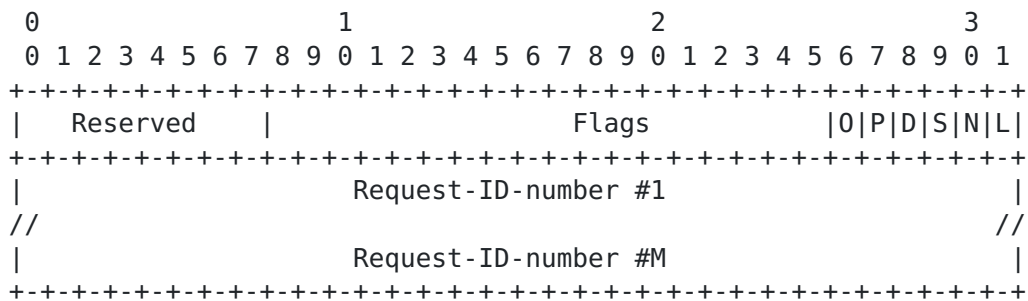 0                   1                   2                   3
 0 1 2 3 4 5 6 7 8 9 0 1 2 3 4 5 6 7 8 9 0 1 2 3 4 5 6 7 8 9 0 1
+-+-+-+-+-+-+-+-+-+-+-+-+-+-+-+-+-+-+-+-+-+-+-+-+-+-+-+-+-+-+-+-+
|   Reserved    |                   Flags           |O|P|D|S|N|L|
+-+-+-+-+-+-+-+-+-+-+-+-+-+-+-+-+-+-+-+-+-+-+-+-+-+-+-+-+-+-+-+-+
|                     Request-ID-number #1                      |
//                                                             //
|                     Request-ID-number #M                      |
+-+-+-+-+-+-+-+-+-+-+-+-+-+-+-+-+-+-+-+-+-+-+-+-+-+-+-+-+-+-+-+-+